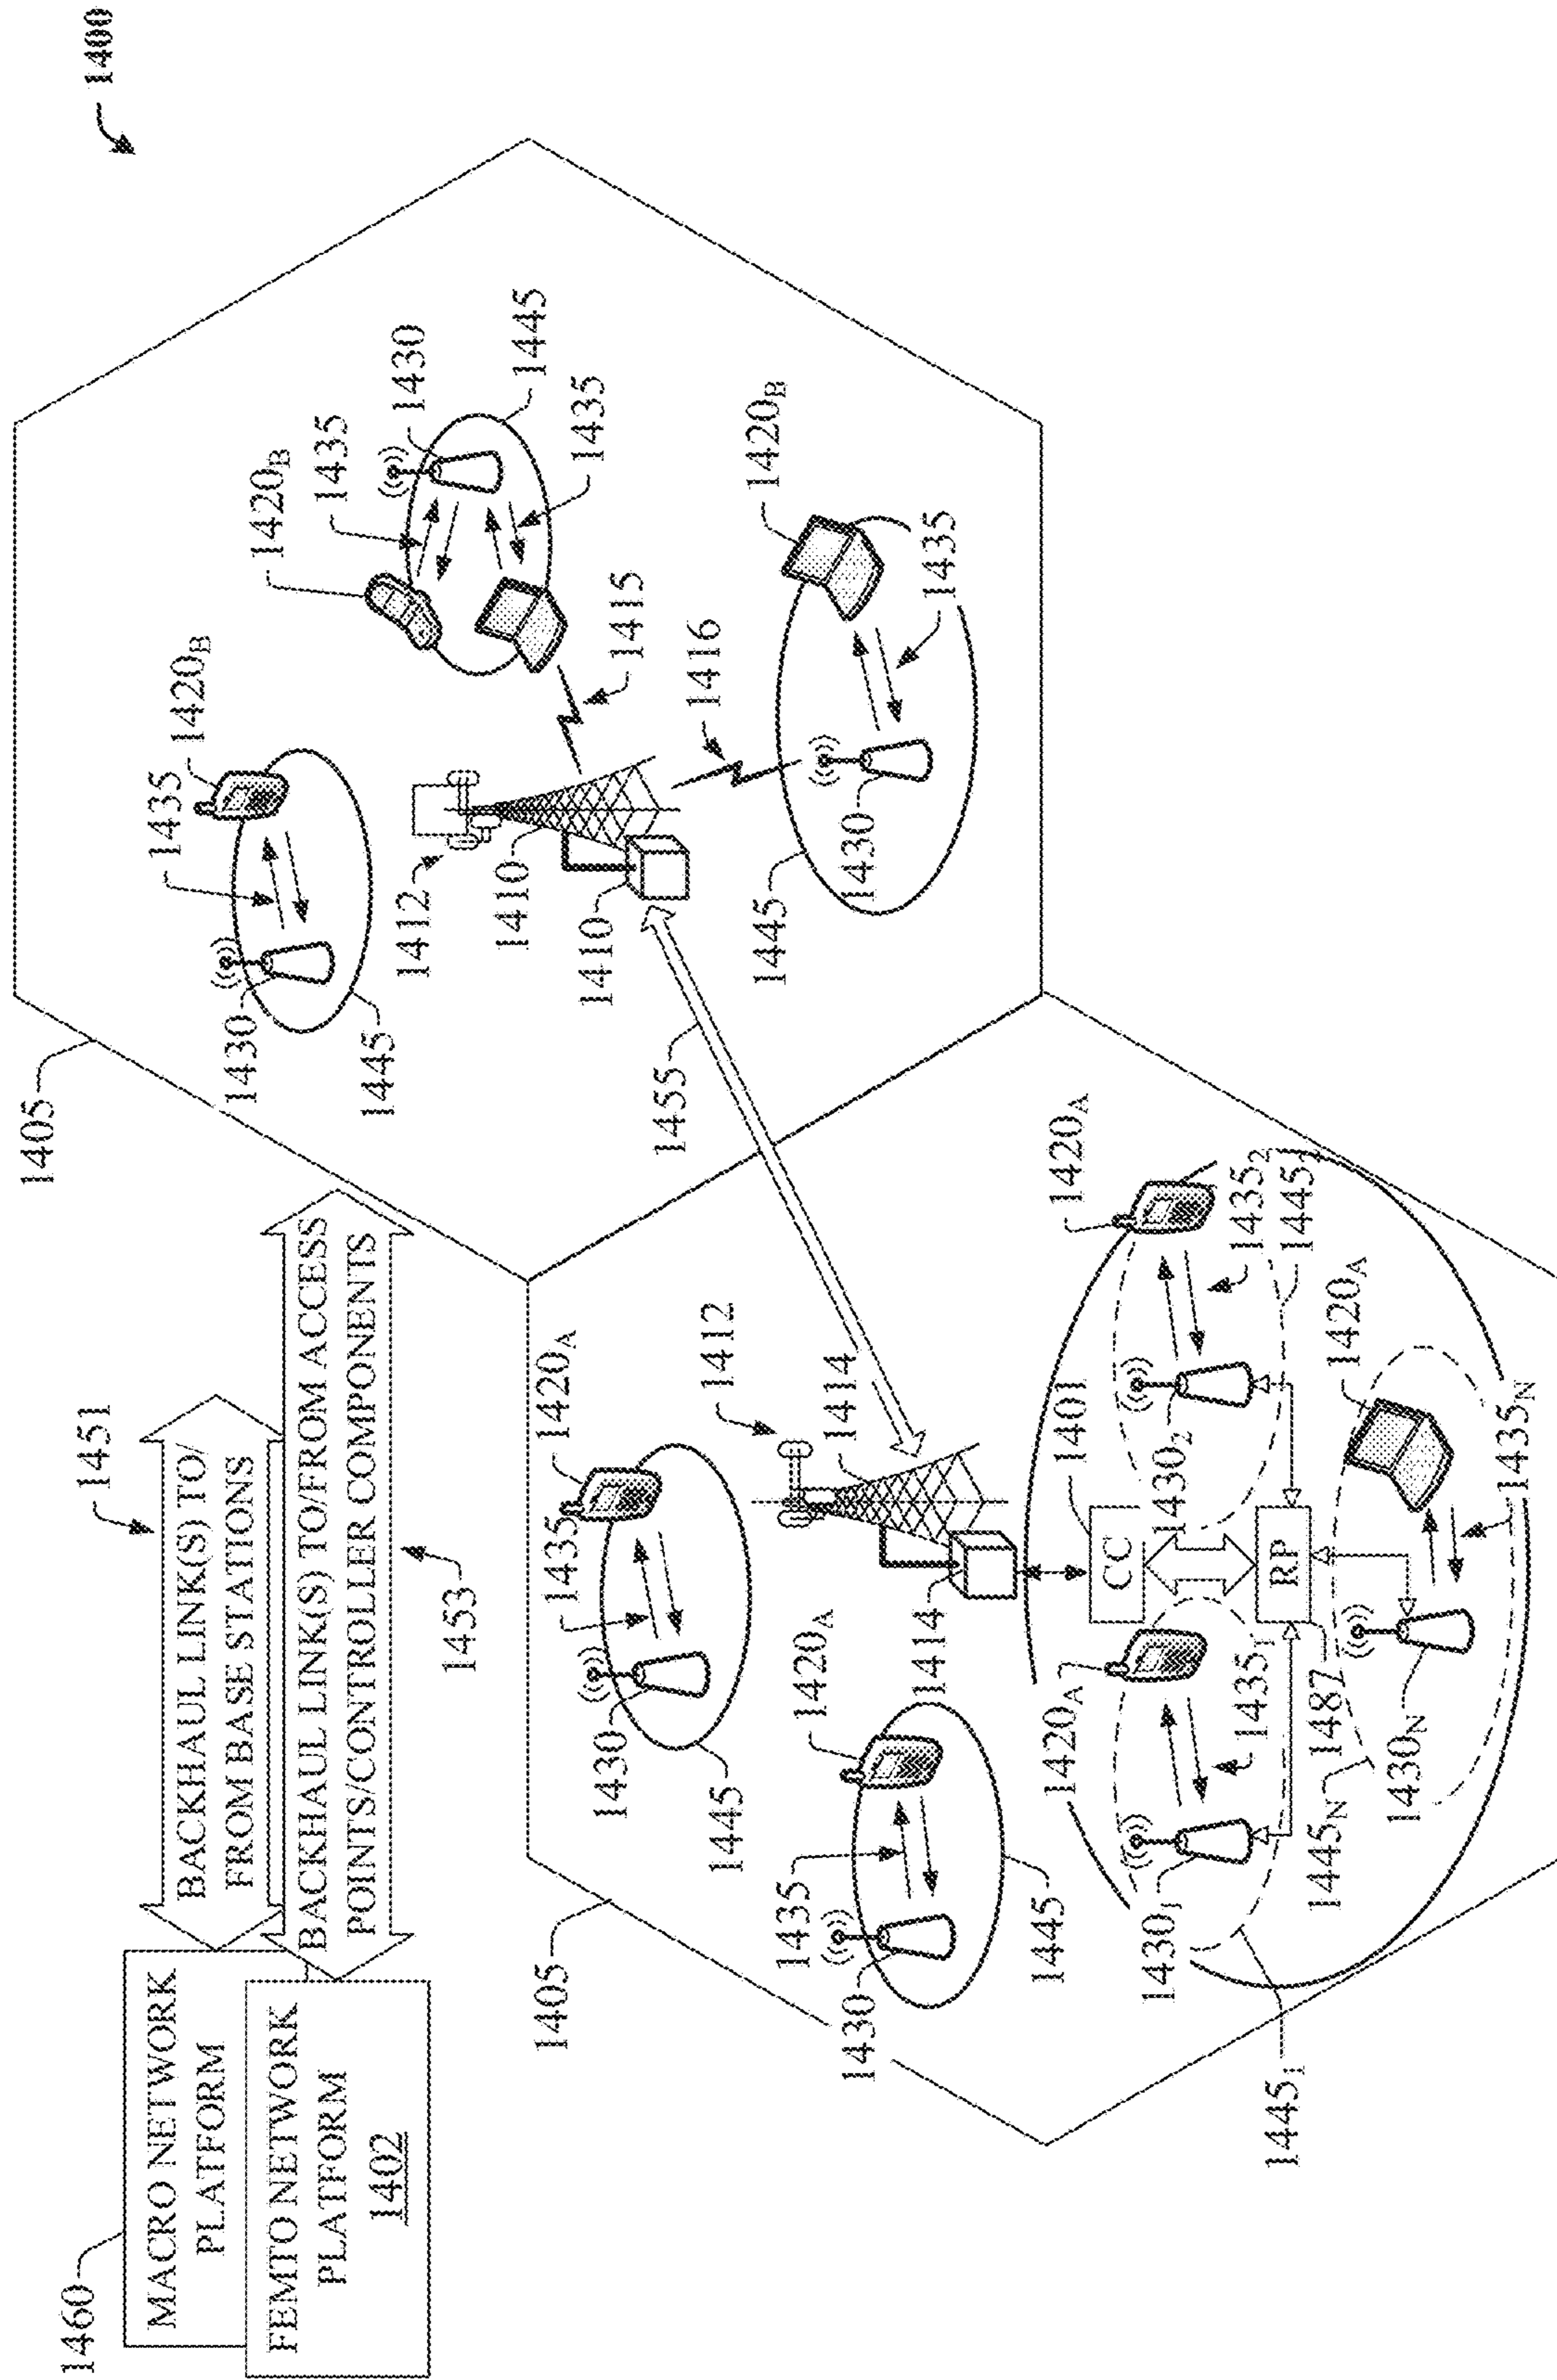 1400
1460
MACRO NETWORK
PLATFORM
FEMTO NETWORK
PLATFORM
1402
1451
BACKHAUL LINK(S) TO/
FROM BASE STATIONS
BACKHAUL LINK(S) TO/FROM ACCESS
POINTS/CONTROLLER COMPONENTS
1453
1405
1430
1435
1420B
1445
1412
1410
1410
1420B
1435
1430
1445
1435
1415
1416
1420B
1435
1430
1445
1455
1405
1430
1435
1420A
1445
1430
1435
1420A
1445
1412
1414
1414
1401
CC
RP
1487
1420A
14351
14301
14451
1420A
14352
14302
1420A
1435N
1430N
1445N